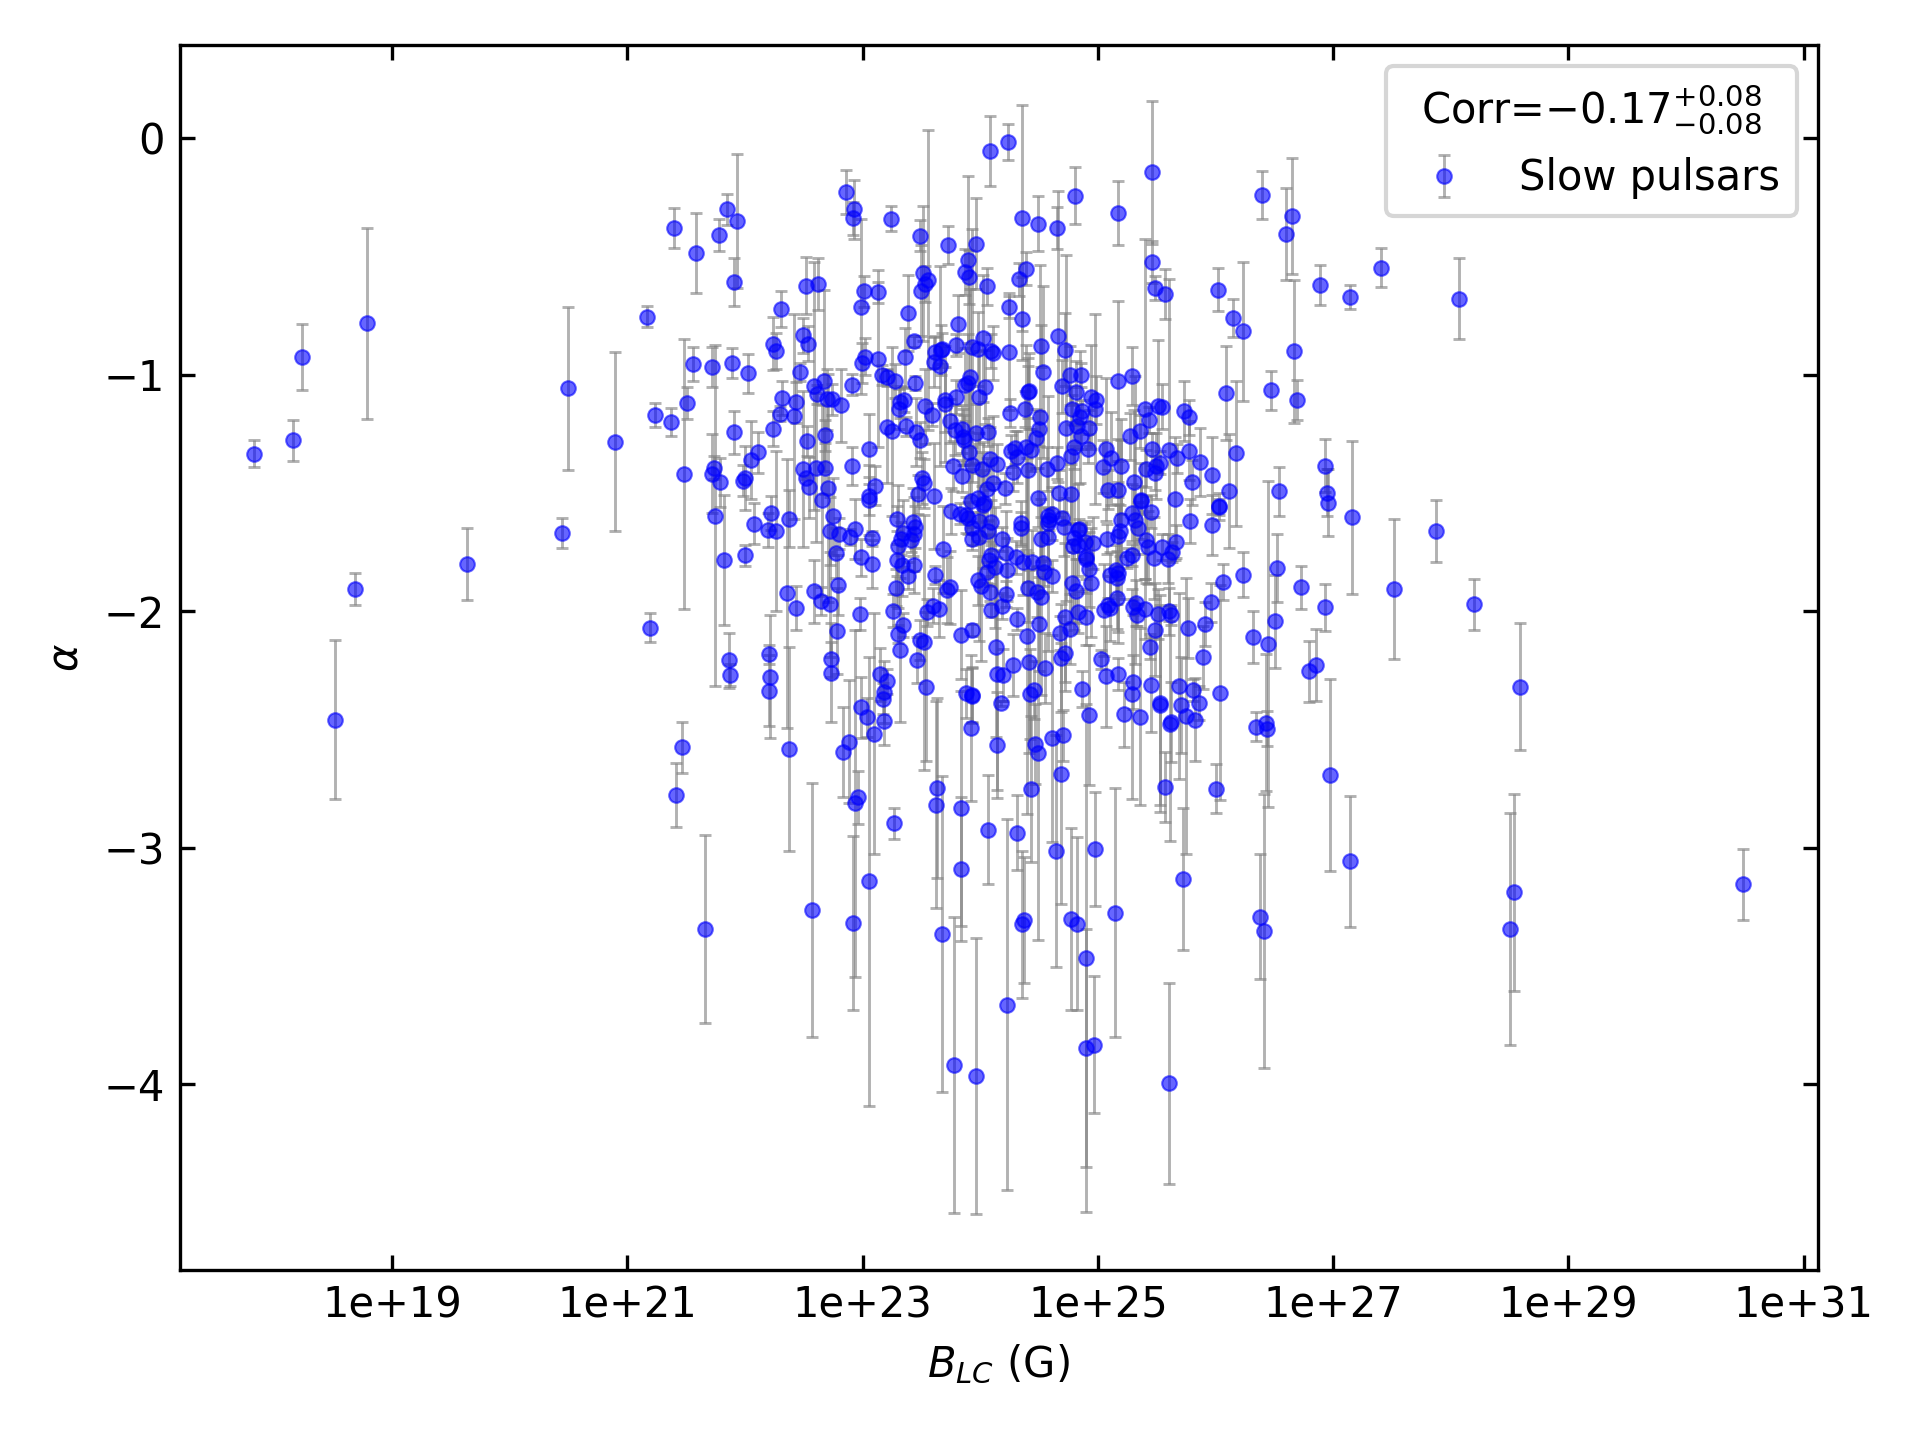 Corr=−0.17+0.08−0.08
Slow pulsars
0
−1
−2
−3
−4
α
1e+19 1e+21 1e+23 1e+25 1e+27 1e+29 1e+31
BLC (G)